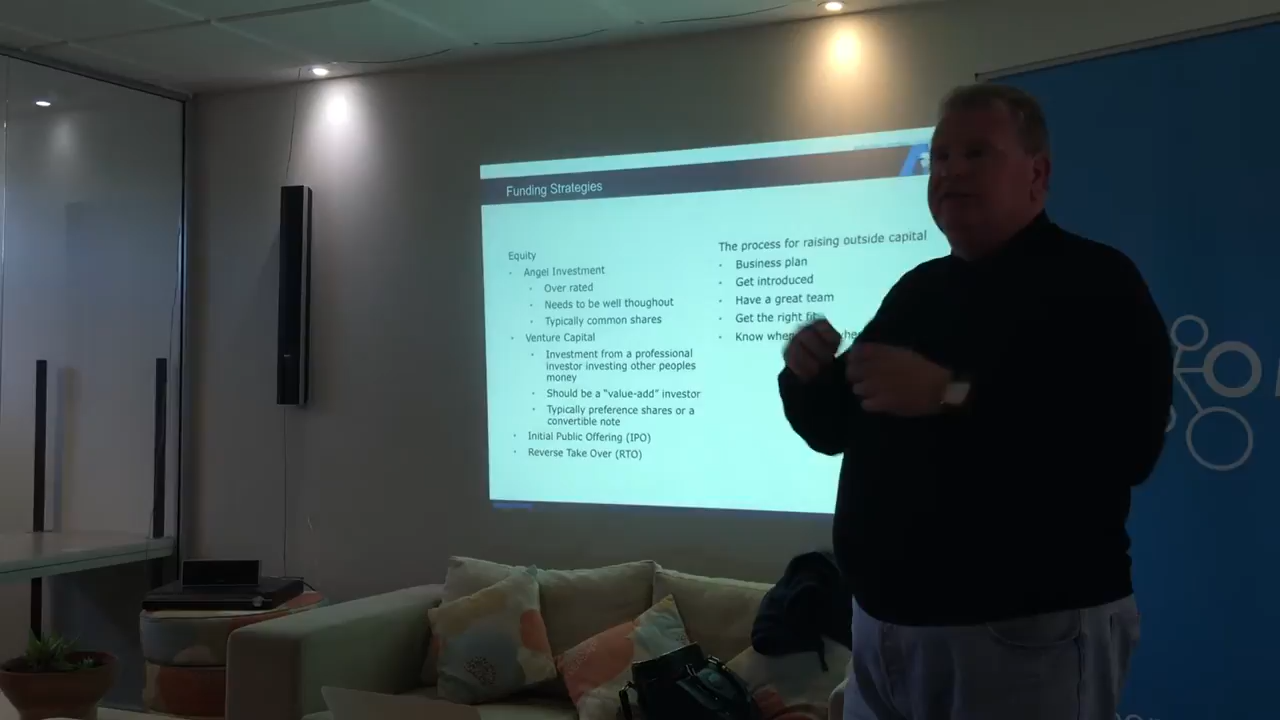 Funding Strategies
Equity
Angel Investment
Over rated
Needs to be well thoughout
Typically common shares
Venture Capital
Investment from a professional
investor investing other peoples
money
Should be a “value-add” investor
Typically preference shares or a
convertible note
Initial Public Offering (IPO)
Reverse Take Over (RTO)
The process for raising outside capital
Business plan
Get introduced
Have a great team
Get the right fit
Know when